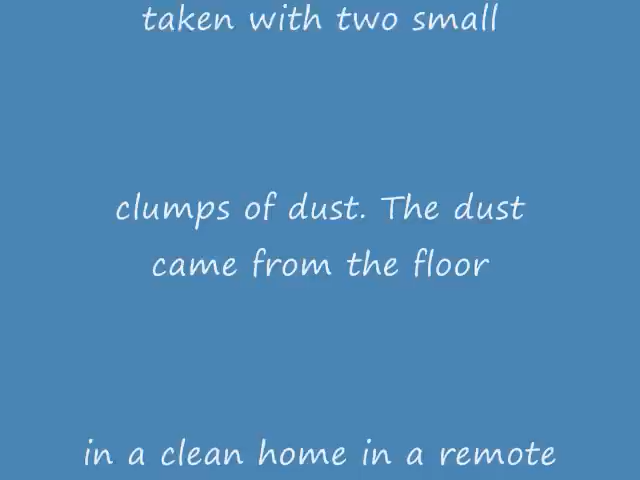 taken with two small
clumps of dust. The dust
came from the floor
in a clean home in a remote